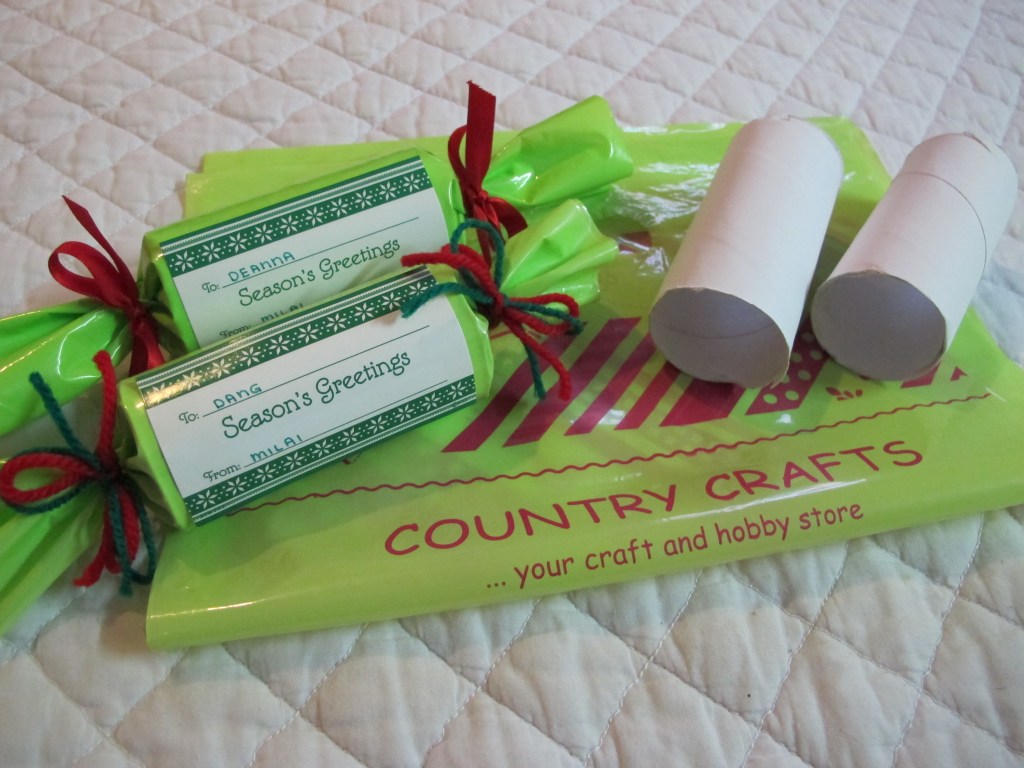 To: DEANNA
Season's Greetings
From: MILAI
To: DANG
Season's Greetings
From: MILAI
COUNTRY CRAFTS
... your craft and hobby store